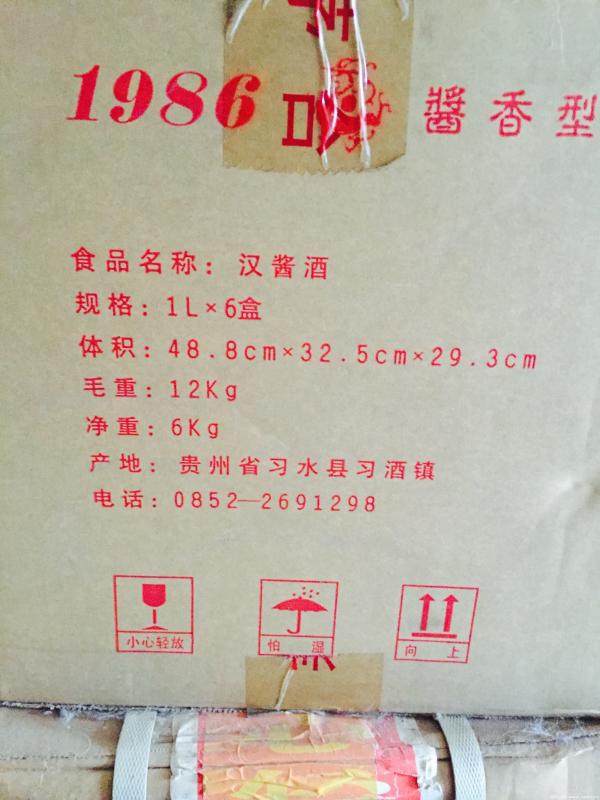 1986 醬香型
食品名称：汉酱酒
规格：1L×6盒
体积：48.8cm×32.5cm×29.3cm
毛重：12Kg
净重：6Kg
产地：贵州省习水县习酒镇
电话：0852—2691298
小心轻放 怕湿 向上